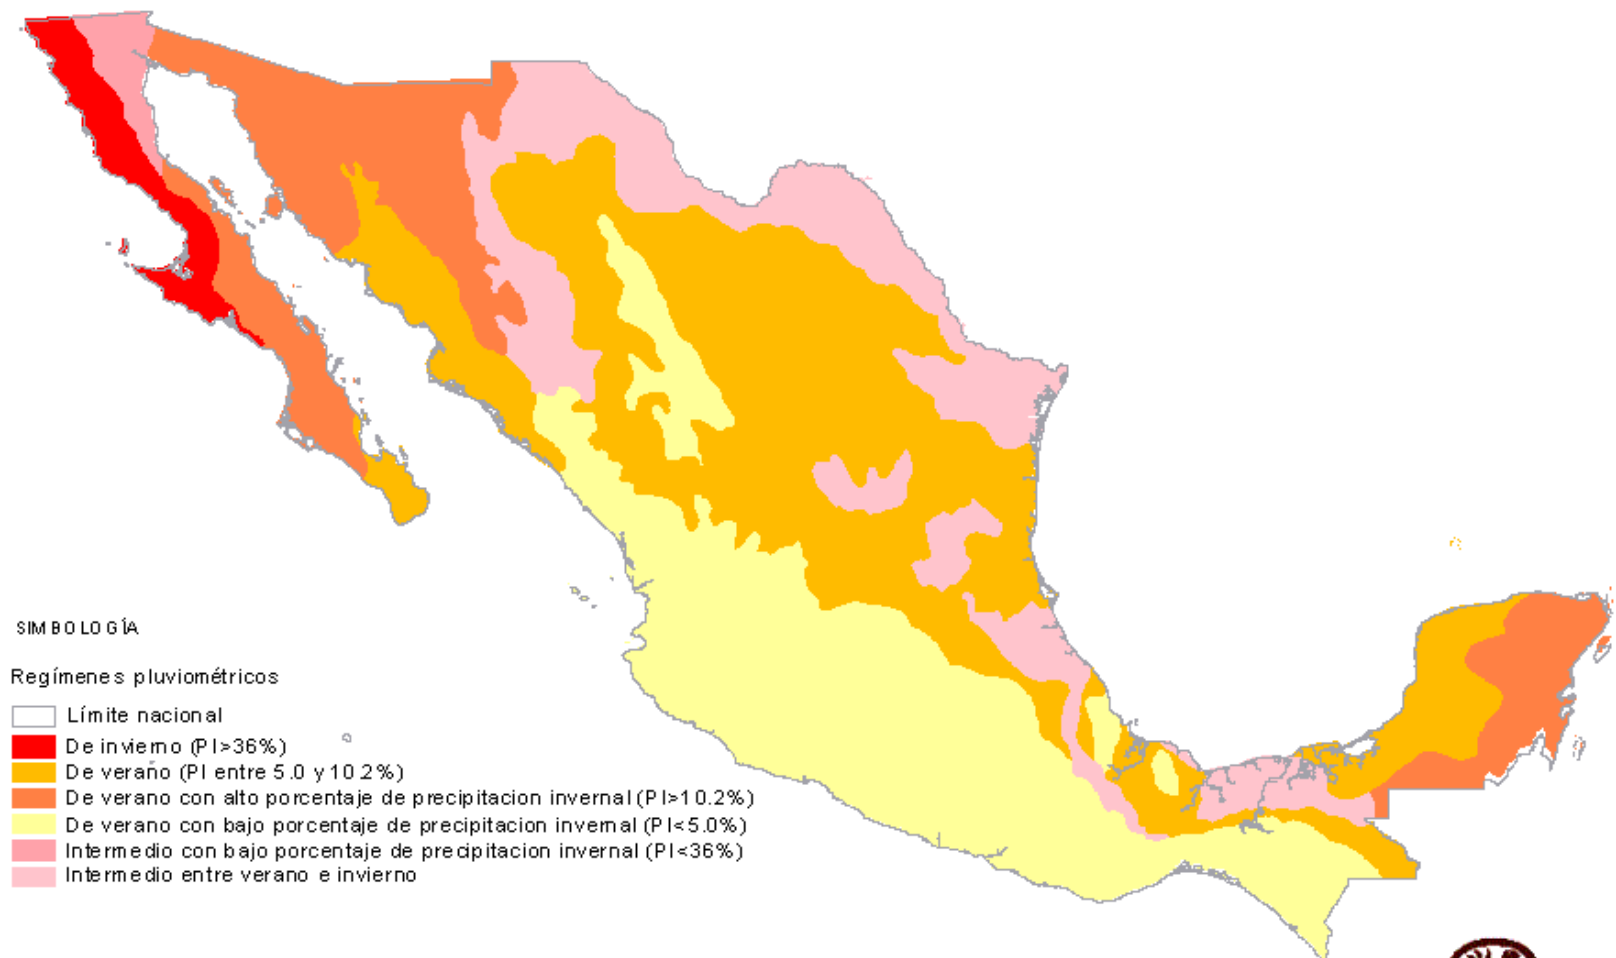 SIMBOLOGÍA
Regímenes pluviométricos
Límite nacional
De invierno (PI>36%)
De verano (PI entre 5.0 y 10.2%)
De verano con alto porcentaje de precipitacion invernal (PI>10.2%)
De verano con bajo porcentaje de precipitacion invernal (PI<5.0%)
Intermedio con bajo porcentaje de precipitacion invernal (PI<36%)
Intermedio entre verano e invierno